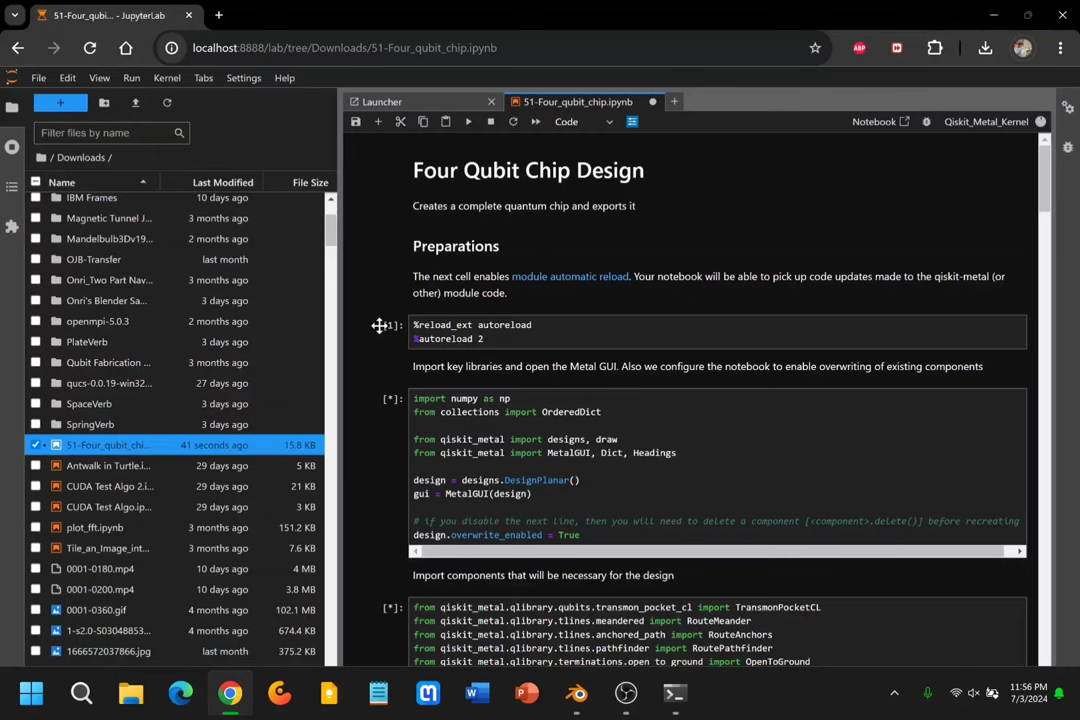 51-Four_qubi... - JupyterLab
localhost:8888/lab/tree/Downloads/51-Four_qubit_chip.ipynb
ABP
File Edit View Run Kernel Tabs Settings Help
Launcher
51-Four_qubit_chip.ipynb
Code
Notebook
Qiskit_Metal_Kernel
Filter files by name
/ Downloads /
Name Last Modified File Size
IBM Frames 10 days ago
Magnetic Tunnel J... 3 months ago
Mandelbulb3Dv19... 2 months ago
OJB-Transfer last month
Onri_Two Part Nav... 3 months ago
Onri's Blender Sa... 3 days ago
openmpi-5.0.3 3 months ago
PlateVerb 3 days ago
Qubit Fabrication ... 3 months ago
qucs-0.0.19-win32... 27 days ago
SpaceVerb 3 days ago
SpringVerb 3 days ago
51-Four_qubit_chi... 41 seconds ago 15.8 KB
Antwalk in Turtle.i... 29 days ago 5 KB
CUDA Test Algo 2.i... 29 days ago 21 KB
CUDA Test Algo.ip... 29 days ago 7 KB
plot_fft.ipynb 3 months ago 151.2 KB
Tile_an_Image_int... 3 months ago 7.6 KB
0001-0180.mp4 29 days ago 4 MB
0001-0200.mp4 29 days ago 3.8 MB
0001-0360.gif 4 months ago 102.1 MB
1-s2.0-S03048853... 4 months ago 674.4 KB
1666572037866.jpg last month 375.2 KB
Four Qubit Chip Design
Creates a complete quantum chip and exports it
Preparations
The next cell enables module automatic reload. Your notebook will be able to pick up code updates made to the qiskit-metal (or
other) module code.
1]:
%reload_ext autoreload
%autoreload 2
Import key libraries and open the Metal GUI. Also we configure the notebook to enable overwriting of existing components
[*]:
import numpy as np
from collections import OrderedDict
from qiskit_metal import designs, draw
from qiskit_metal import MetalGUI, Dict, Headings
design = designs.DesignPlanar()
gui = MetalGUI(design)
# if you disable the next line, then you will need to delete a component [<component>.delete()] before recreating
design.overwrite_enabled = True
Import components that will be necessary for the design
[*]:
from qiskit_metal.qlibrary.qubits.transmon_pocket_cl import TransmonPocketCL
from qiskit_metal.qlibrary.tlines.meandered import RouteMeander
from qiskit_metal.qlibrary.tlines.anchored_path import RouteAnchors
from qiskit_metal.qlibrary.tlines.pathfinder import RoutePathfinder
from qiskit_metal.qlibrary.terminations.open_to_ground import OpenToGround
11:56 PM
7/3/2024